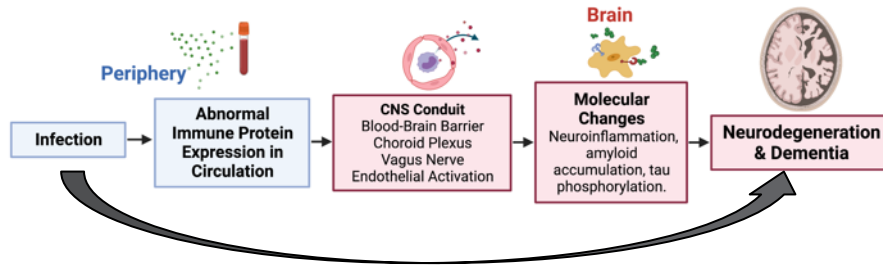 Periphery
Brain
Infection
Abnormal
Immune Protein
Expression in
Circulation
CNS Conduit
Blood-Brain Barrier
Choroid Plexus
Vagus Nerve
Endothelial Activation
Molecular
Changes
Neuroinflammation,
amyloid
accumulation, tau
phosphorylation.
Neurodegeneration
& Dementia